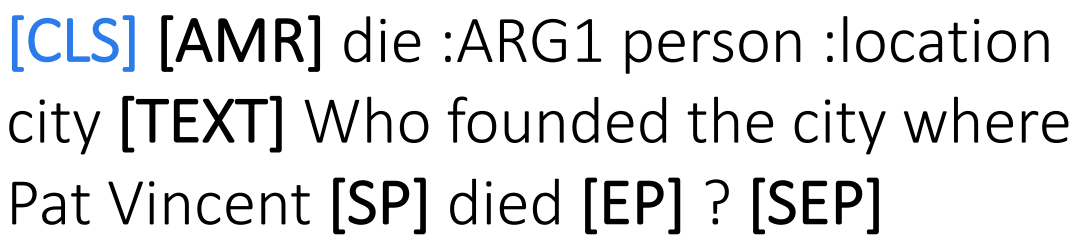 [CLS] [AMR] die :ARG1 person :location
city [TEXT] Who founded the city where
Pat Vincent [SP] died [EP] ? [SEP]